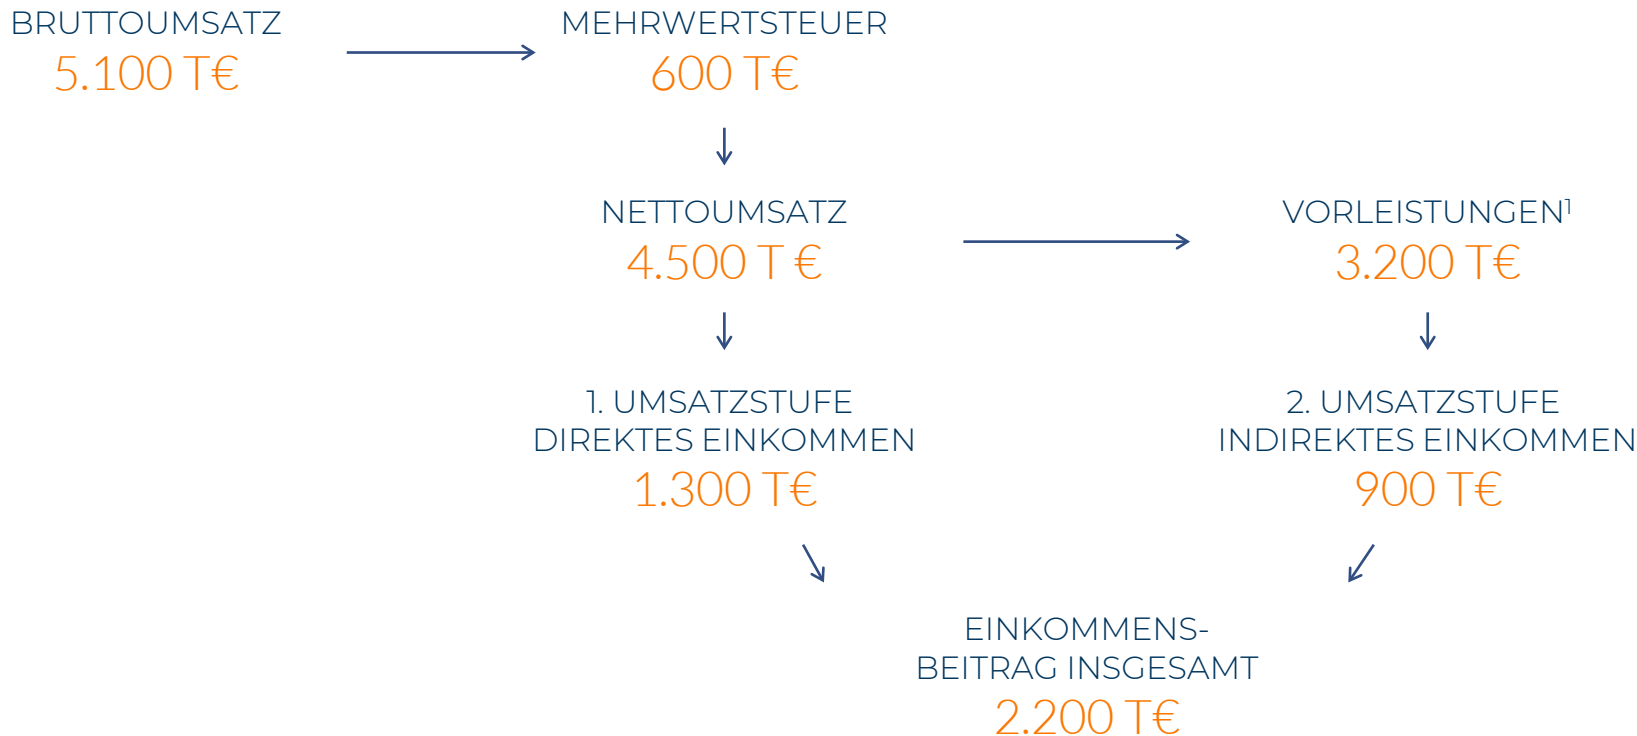 BRUTTOUMSATZ
5.100 T€
MEHRWERTSTEUER
600 T€
NETTOUMSATZ
4.500 T €
VORLEISTUNGEN¹
3.200 T€
1. UMSATZSTUFE
DIREKTES EINKOMMEN
1.300 T€
2. UMSATZSTUFE
INDIREKTES EINKOMMEN
900 T€
EINKOMMENS-
BEITRAG INSGESAMT
2.200 T€